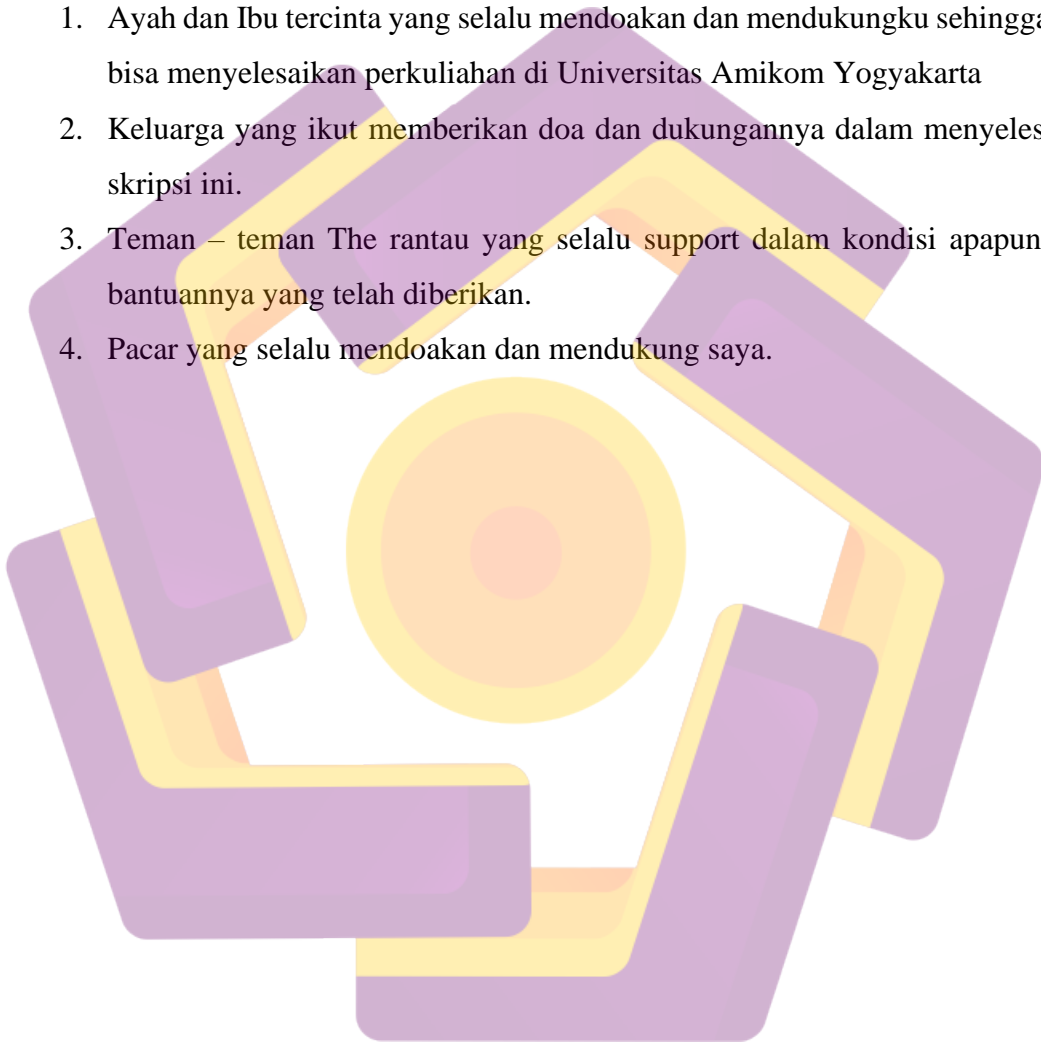 1. Ayah dan Ibu tercinta yang selalu mendoakan dan mendukungku sehingga
bisa menyelesaikan perkuliahan di Universitas Amikom Yogyakarta
2. Keluarga yang ikut memberikan doa dan dukungannya dalam menyeles
skripsi ini.
3. Teman – teman The rantau yang selalu support dalam kondisi apapun
bantuannya yang telah diberikan.
4. Pacar yang selalu mendoakan dan mendukung saya.